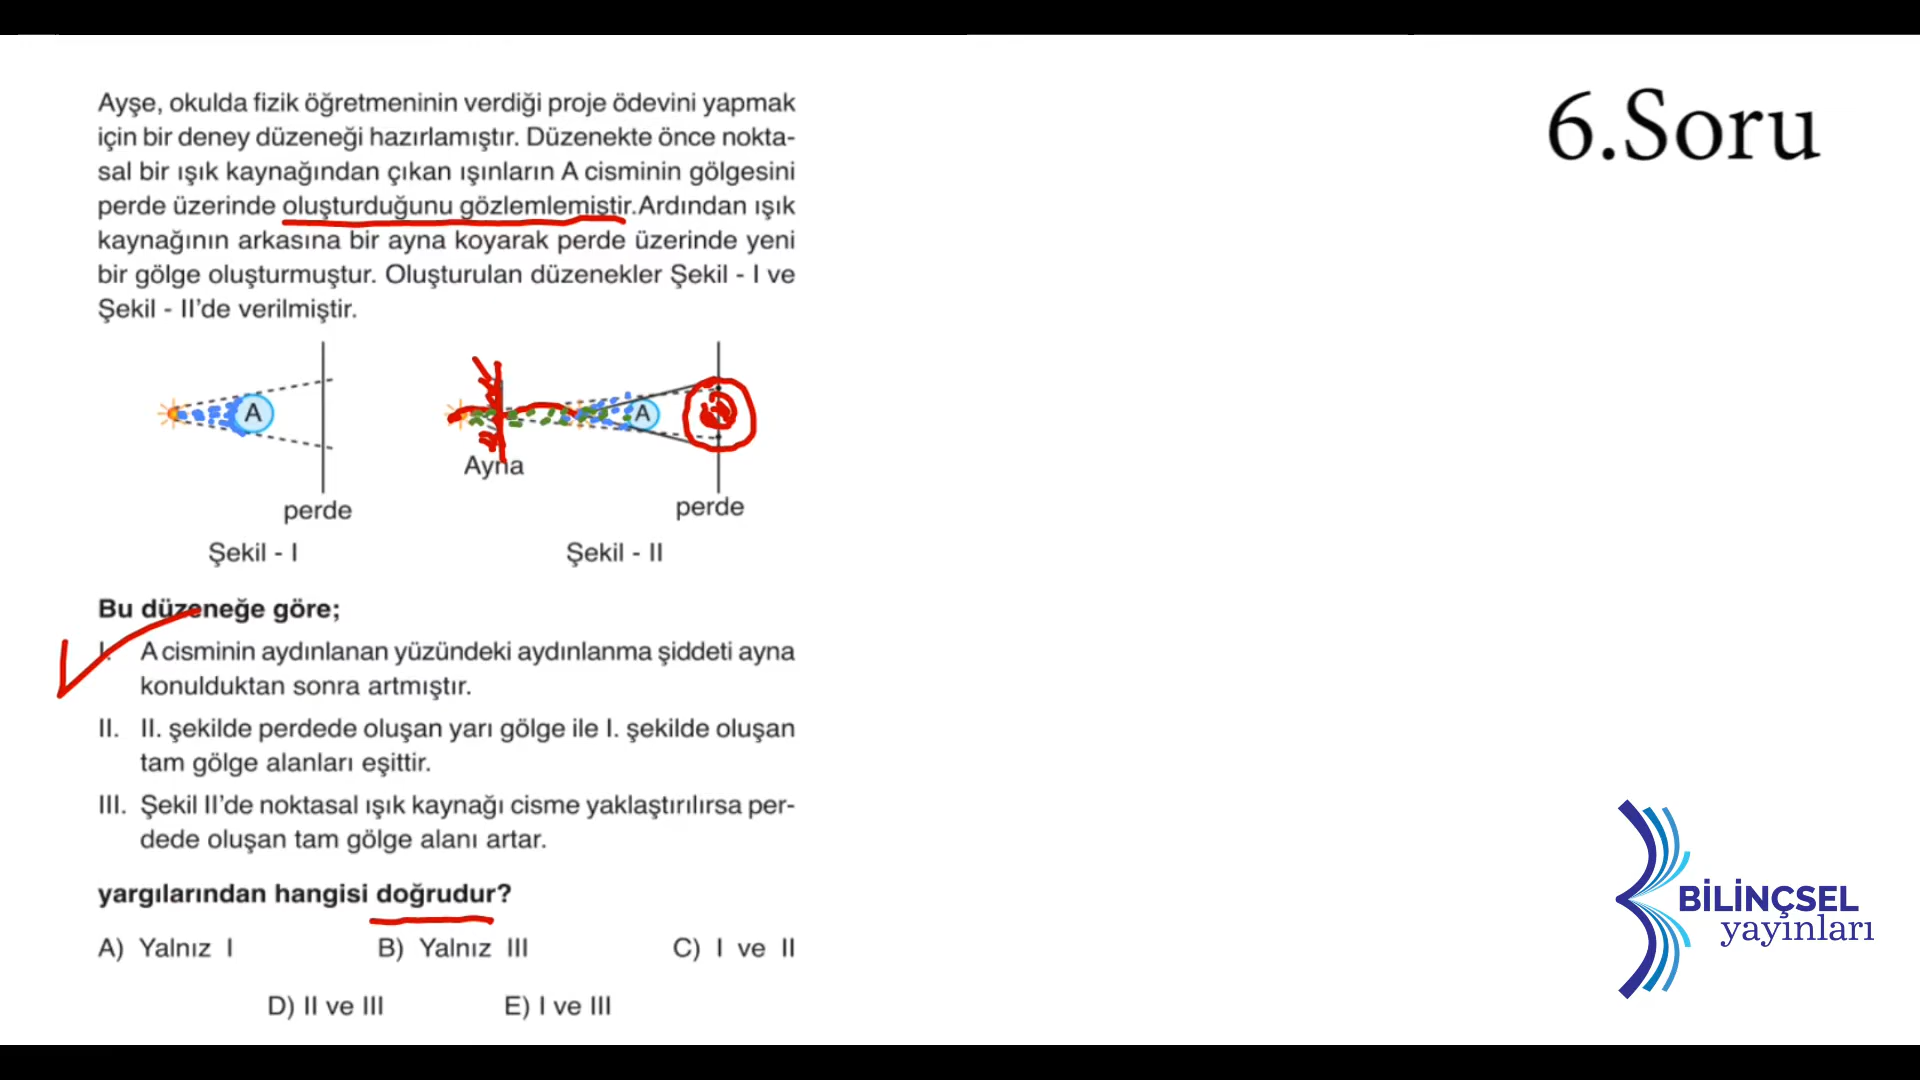 6.Soru
Ayşe, okulda fizik öğretmeninin verdiği proje ödevini yapmak
için bir deney düzeneği hazırlamıştır. Düzenekte önce nokta-
sal bir ışık kaynağından çıkan ışınların A cisminin gölgesini
perde üzerinde oluşturduğunu gözlemlemiştir.Ardından ışık
kaynağının arkasına bir ayna koyarak perde üzerinde yeni
bir gölge oluşturmuştur. Oluşturulan düzenekler Şekil - I ve
Şekil - II'de verilmiştir.
A
perde
Şekil - I
A
Ayna
perde
Şekil - II
Bu düzeneğe göre;
I. A cisminin aydınlanan yüzündeki aydınlanma şiddeti ayna
konulduktan sonra artmıştır.
II. II. şekilde perdede oluşan yarı gölge ile I. şekilde oluşan
tam gölge alanları eşittir.
III. Şekil II'de noktasal ışık kaynağı cisme yaklaştırılırsa per-
dede oluşan tam gölge alanı artar.
yargılarından hangisi doğrudur?
A) Yalnız I B) Yalnız III C) I ve II
D) II ve III E) I ve III
BİLİNÇSEL
yayınları